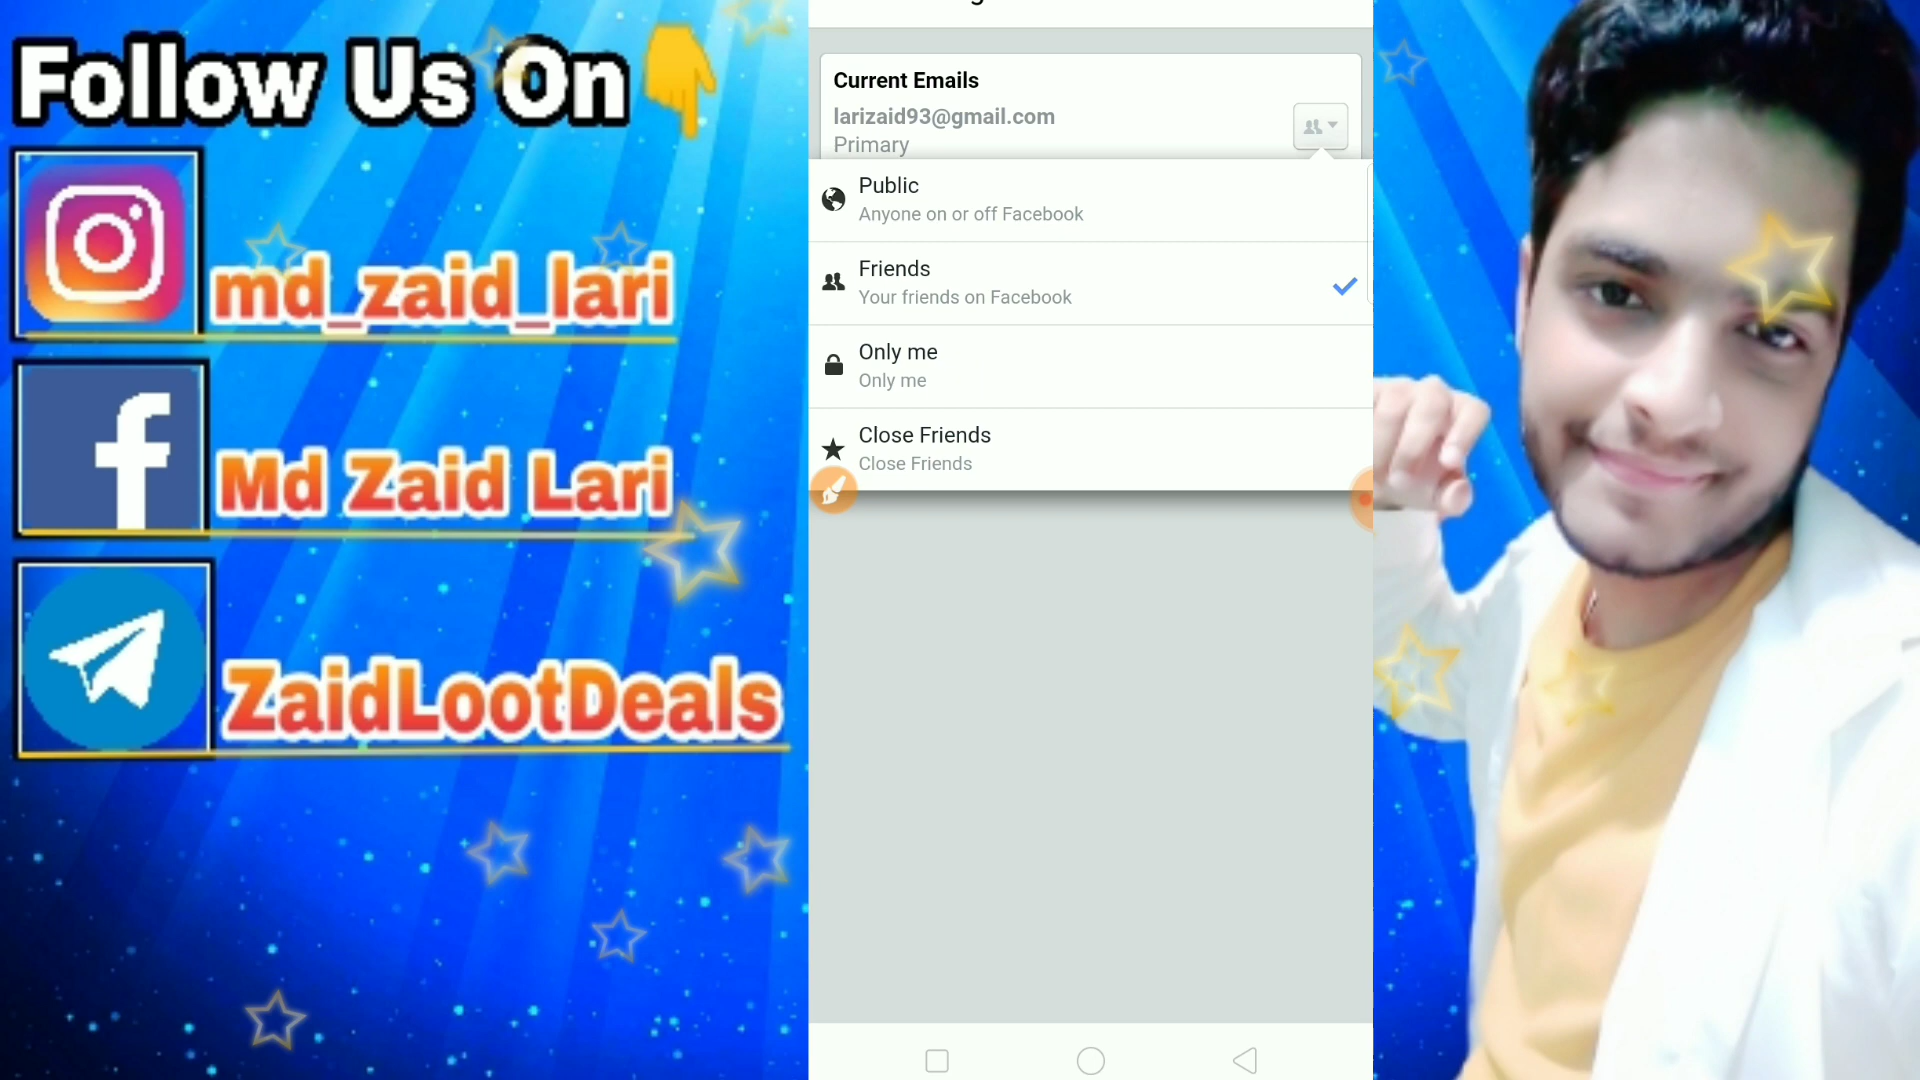 Follow Us On👇
md_zaid_lari
Md Zaid Lari
ZaidLootDeals
Current Emails
larizaid93@gmail.com
Primary
Public
Anyone on or off Facebook
Friends
Your friends on Facebook
Only me
Only me
Close Friends
Close Friends